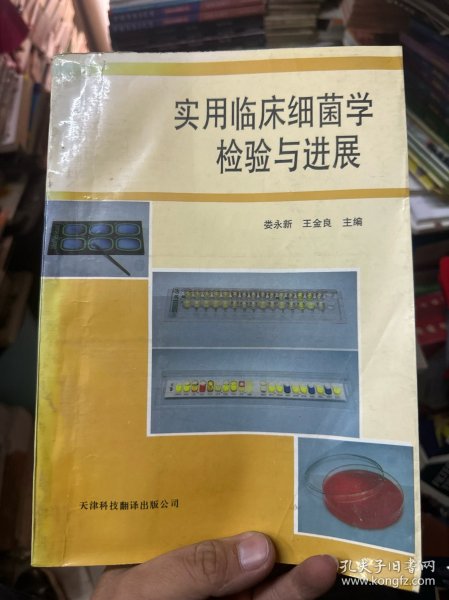 实用临床细菌学
检验与进展
娄永新 王金良 主编
天津科技翻译出版公司
孔夫子旧书网
www.kongfz.com